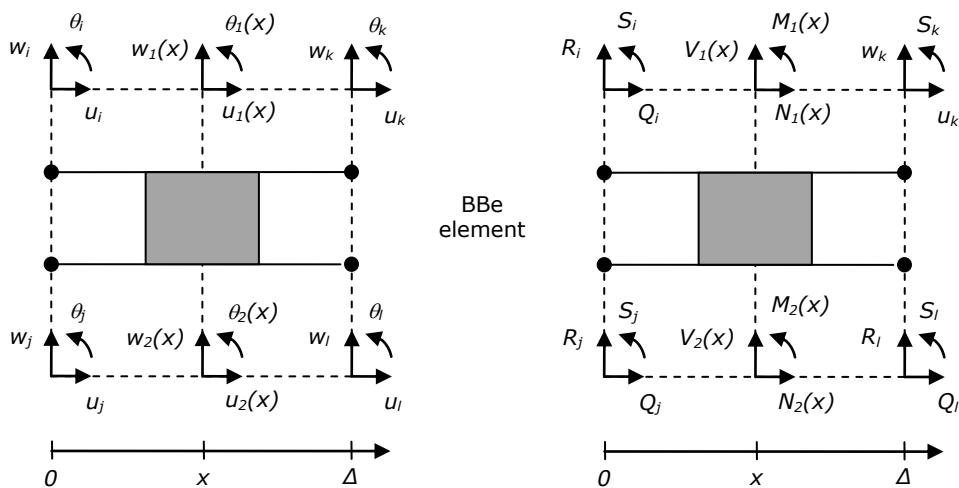 θi θ1(x) θk
wi w1(x) wk
ui u1(x) uk
θj θ2(x) θl
wj w2(x) wl
uj u2(x) ul
0 x Δ
BBe
element
Si M1(x) Sk
Ri V1(x) wk
Qi N1(x) uk
Sj M2(x) Sl
Rj V2(x) Rl
Qj N2(x) Ql
0 x Δ